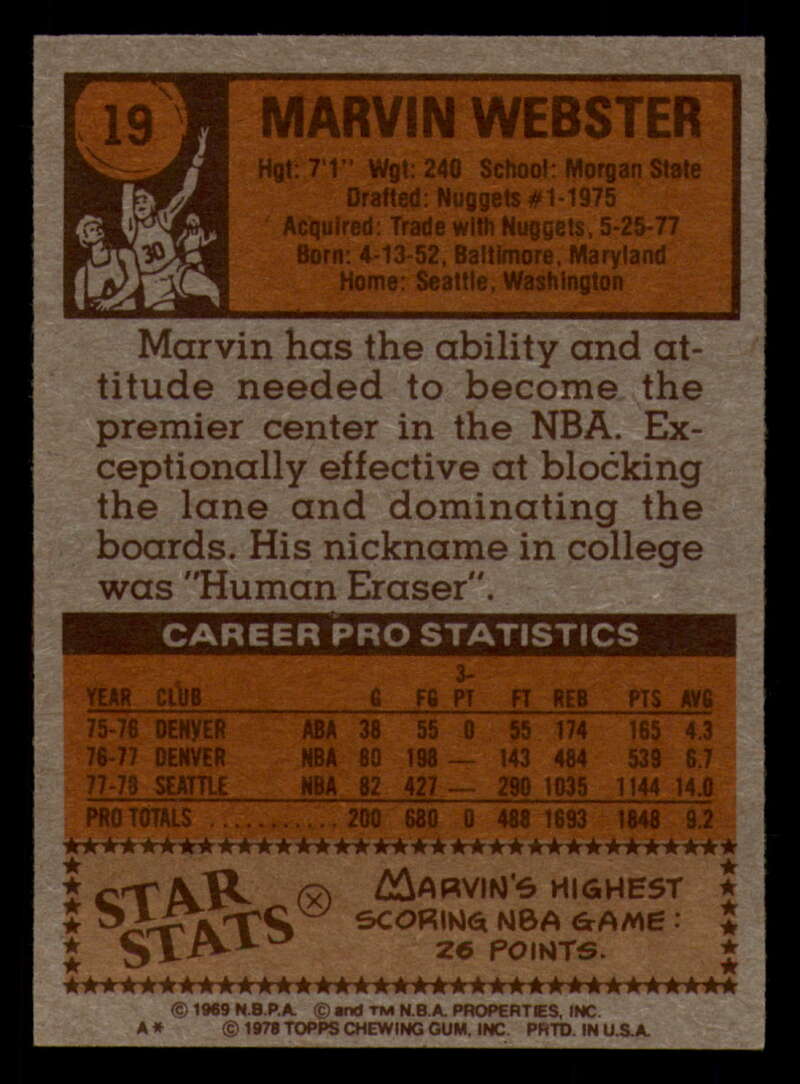 19
MARVIN WEBSTER
Hgt: 7'1" Wgt: 240 School: Morgan State
Drafted: Nuggets #1-1975
Acquired: Trade with Nuggets, 5-25-77
Born: 4-13-52, Baltimore, Maryland
Home: Seattle, Washington
30
Marvin has the ability and at-
titude needed to become the
premier center in the NBA. Ex-
ceptionally effective at blocking
the lane and dominating the
boards. His nickname in college
was "Human Eraser".
CAREER PRO STATISTICS
YEAR CLUB G FG 3-PT FT REB PTS AVG
75-76 DENVER ABA 38 55 0 55 174 165 4.3
76-77 DENVER NBA 80 198 — 143 484 539 6.7
77-78 SEATTLE NBA 82 427 — 290 1035 1144 14.0
PRO TOTALS ............ 200 680 0 488 1693 1848 9.2
STAR STATS
MARVIN'S HIGHEST
SCORING NBA GAME:
26 POINTS.
© 1969 N.B.P.A. © and TM N.B.A. PROPERTIES, INC.
A* © 1978 TOPPS CHEWING GUM, INC. PRTD. IN U.S.A.